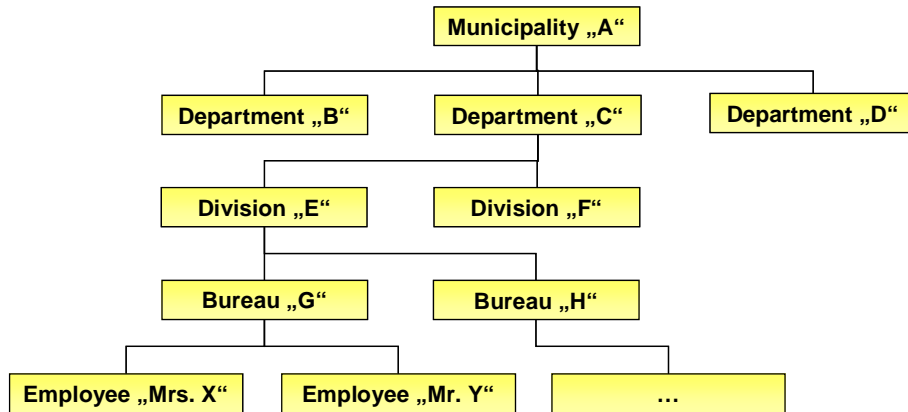 Municipality „A“
Department „B“
Department „C“
Department „D“
Division „E“
Division „F“
Bureau „G“
Bureau „H“
Employee „Mrs. X“
Employee „Mr. Y“
…